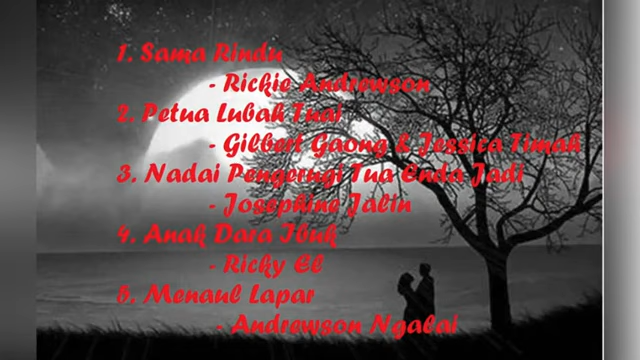 1. Sama Rindu
- Rickie Andrewson
2. Petua Lubah Tuai
- Gilbert Gaong & Jessica Timah
3. Nadai Pengerugi Tua Enda Jadi
- Josephine Jalin
4. Anak Dara Ibuk
- Ricky El
5. Menaul Lapar
- Andrewson Ngalai